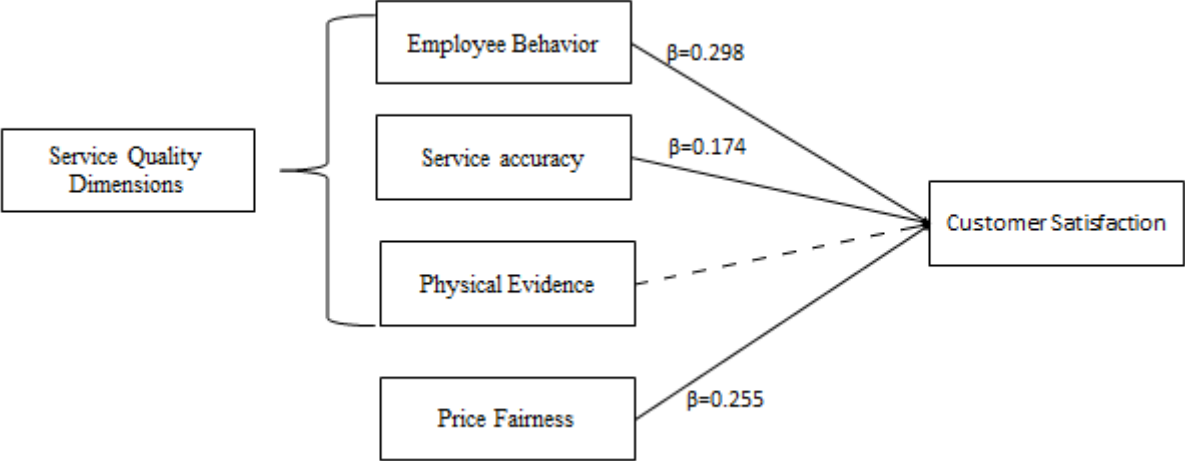 Employee Behavior
β=0.298
Service Quality
Dimensions
Service accuracy
β=0.174
Customer Satisfaction
Physical Evidence
Price Fairness
β=0.255